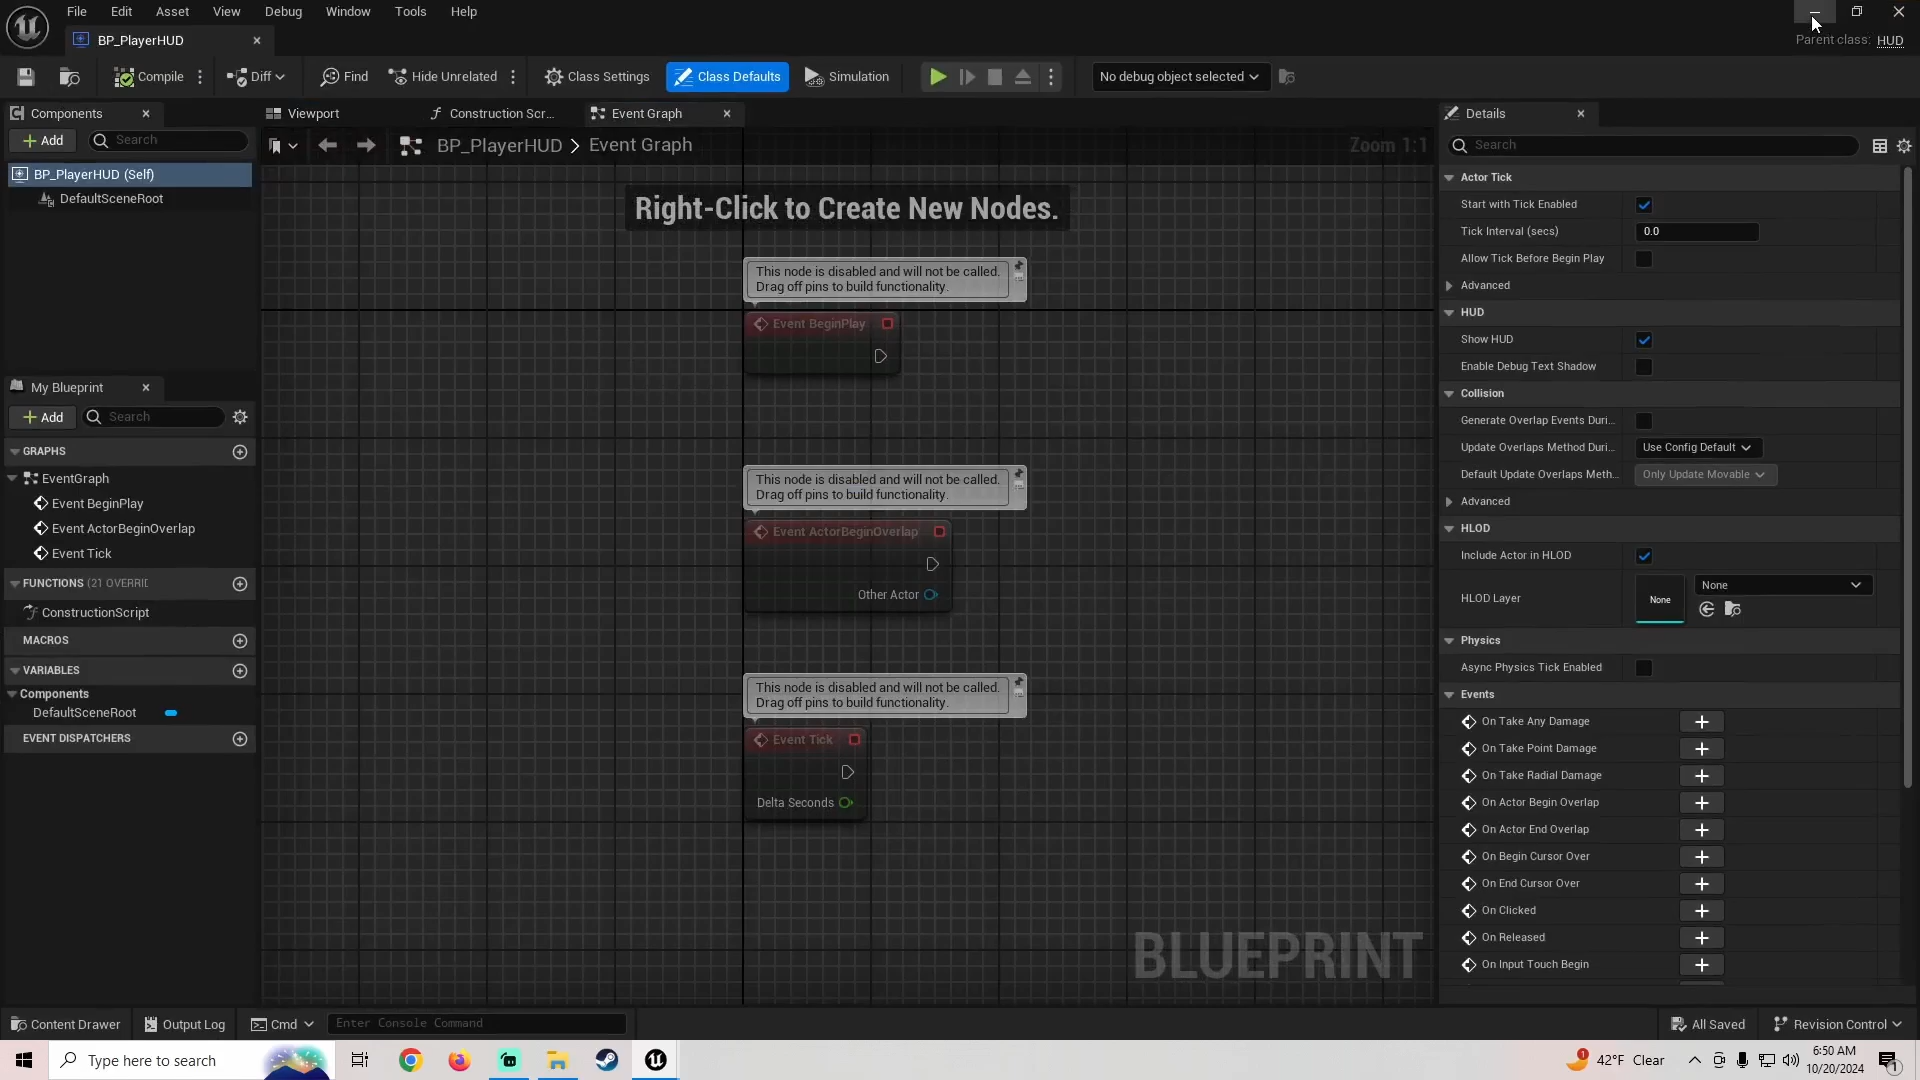 File Edit Asset View Debug Window Tools Help
BP_PlayerHUD
Parent class: HUD
Compile Diff Find Hide Unrelated Class Settings Class Defaults Simulation No debug object selected
Components
Viewport
Construction Scr...
Event Graph
Details
Add
Search
BP_PlayerHUD > Event Graph
Zoom 1:1
Search
BP_PlayerHUD (Self)
DefaultSceneRoot
Right-Click to Create New Nodes.
This node is disabled and will not be called.
Drag off pins to build functionality.
Event BeginPlay
This node is disabled and will not be called.
Drag off pins to build functionality.
Event ActorBeginOverlap
Other Actor
This node is disabled and will not be called.
Drag off pins to build functionality.
Event Tick
Delta Seconds
BLUEPRINT
My Blueprint
Add
Search
GRAPHS
EventGraph
Event BeginPlay
Event ActorBeginOverlap
Event Tick
FUNCTIONS (21 OVERRID
ConstructionScript
MACROS
VARIABLES
Components
DefaultSceneRoot
EVENT DISPATCHERS
Actor Tick
Start with Tick Enabled
Tick Interval (secs) 0.0
Allow Tick Before Begin Play
Advanced
HUD
Show HUD
Enable Debug Text Shadow
Collision
Generate Overlap Events Duri...
Update Overlaps Method Duri... Use Config Default
Default Update Overlaps Meth... Only Update Movable
Advanced
HLOD
Include Actor in HLOD
HLOD Layer None None
Physics
Async Physics Tick Enabled
Events
On Take Any Damage
On Take Point Damage
On Take Radial Damage
On Actor Begin Overlap
On Actor End Overlap
On Begin Cursor Over
On End Cursor Over
On Clicked
On Released
On Input Touch Begin
Content Drawer Output Log Cmd Enter Console Command All Saved Revision Control
Type here to search
42°F Clear
6:50 AM
10/20/2024